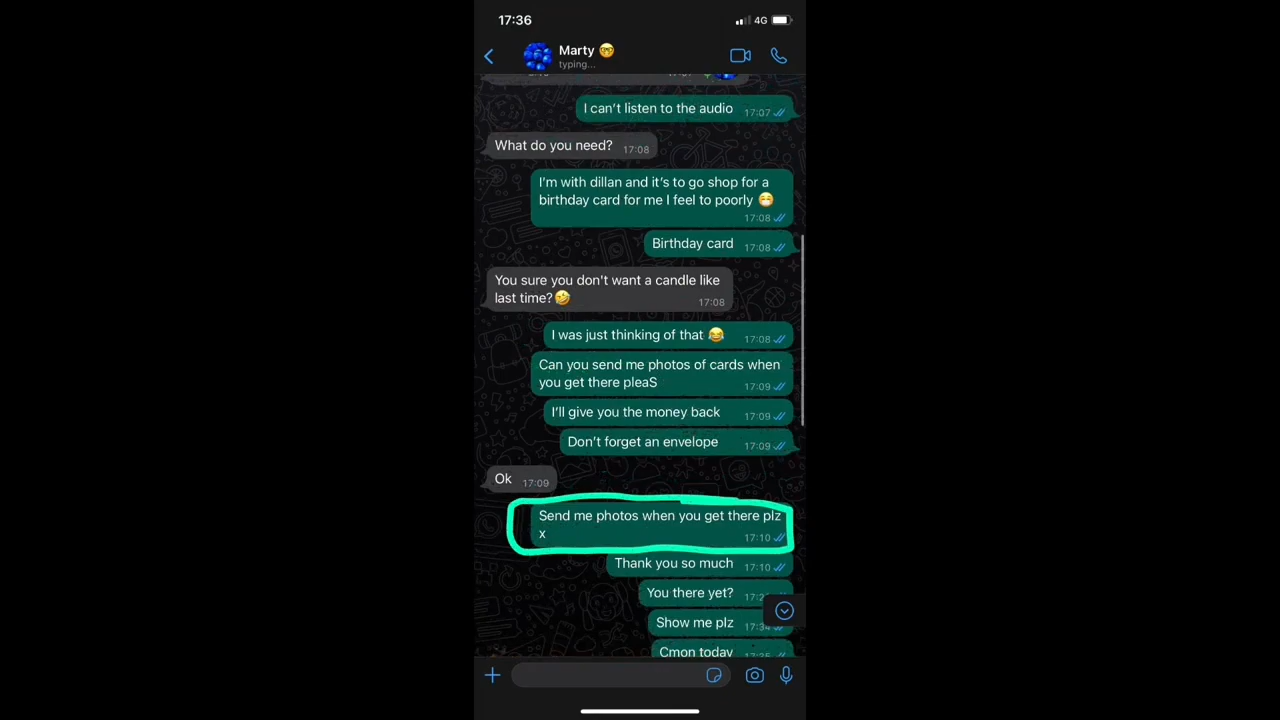 17:36
4G
Marty 🤓
typing...
I can't listen to the audio 17:07
What do you need? 17:08
I'm with dillan and it's to go shop for a
birthday card for me I feel to poorly 😷
17:08
Birthday card 17:08
You sure you don't want a candle like
last time?🤣 17:08
I was just thinking of that 😂 17:08
Can you send me photos of cards when
you get there pleaS 17:09
I'll give you the money back 17:09
Don't forget an envelope 17:09
Ok 17:09
Send me photos when you get there plz
x 17:10
Thank you so much 17:10
You there yet?
Show me plz 17:34
Cmon today 17:35